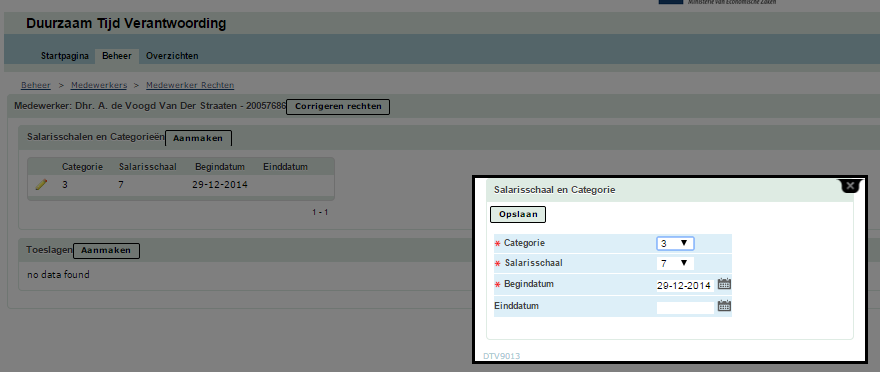 Ministerie van Economische Zaken
Duurzaam Tijd Verantwoording
Startpagina Beheer Overzichten
Beheer > Medewerkers > Medewerker Rechten
Medewerker: Dhr. A. de Voogd Van Der Straaten - 20057686 Corrigeren rechten
Salarisschalen en Categorieën Aanmaken
Categorie Salarisschaal Begindatum Einddatum
3 7 29-12-2014
1 - 1
Toeslagen Aanmaken
no data found
Salarisschaal en Categorie
Opslaan
* Categorie 3
* Salarisschaal 7
* Begindatum 29-12-2014
Einddatum
DTV9013